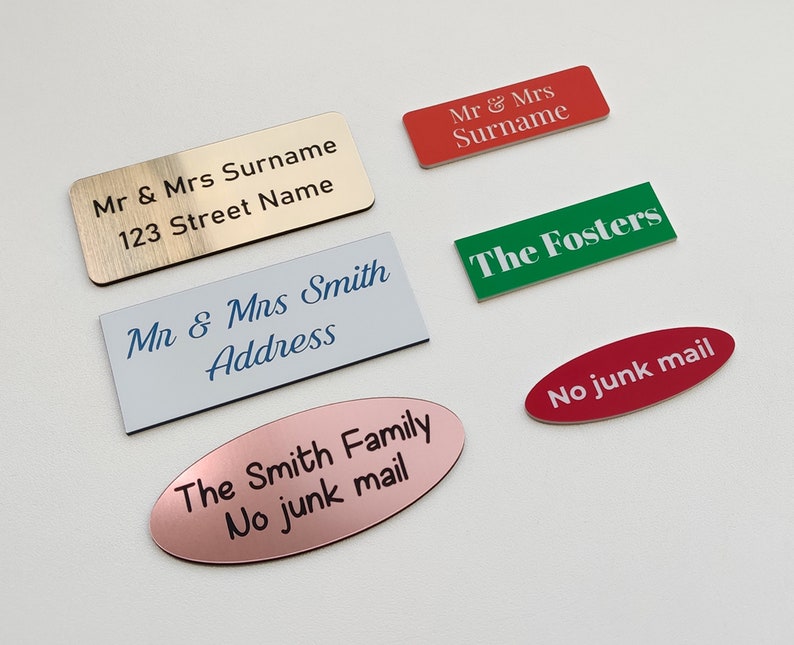 Mr & Mrs Surname
123 Street Name
Mr & Mrs Smith
Address
The Smith Family
No junk mail
Mr & Mrs
Surname
The Fosters
No junk mail